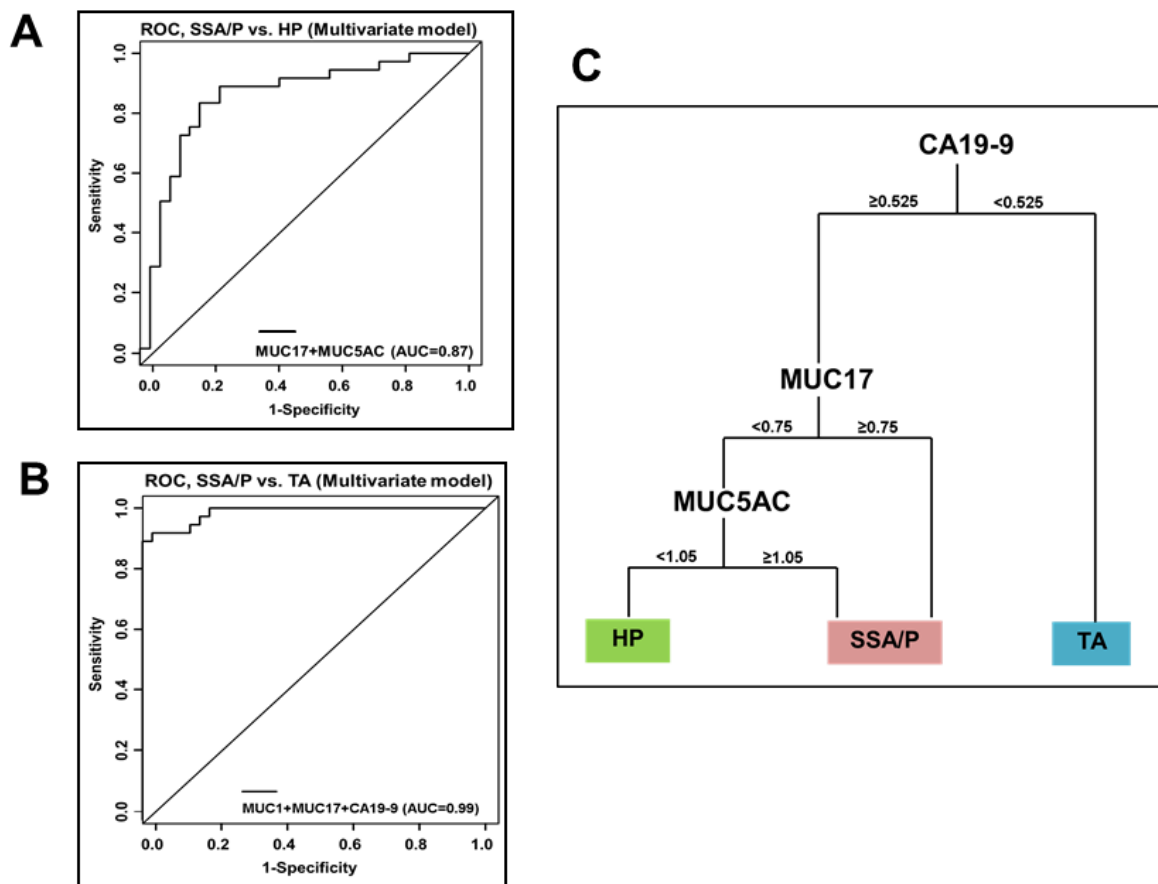 A
ROC, SSA/P vs. HP (Multivariate model)
Sensitivity
1.0
0.8
0.6
0.4
0.2
0.0
MUC17+MUC5AC (AUC=0.87)
0.0 0.2 0.4 0.6 0.8 1.0
1-Specificity
B
ROC, SSA/P vs. TA (Multivariate model)
Sensitivity
1.0
0.8
0.6
0.4
0.2
0.0
MUC1+MUC17+CA19-9 (AUC=0.99)
0.0 0.2 0.4 0.6 0.8 1.0
1-Specificity
C
CA19-9
≥0.525 <0.525
MUC17
<0.75 ≥0.75
MUC5AC
<1.05 ≥1.05
HP SSA/P TA